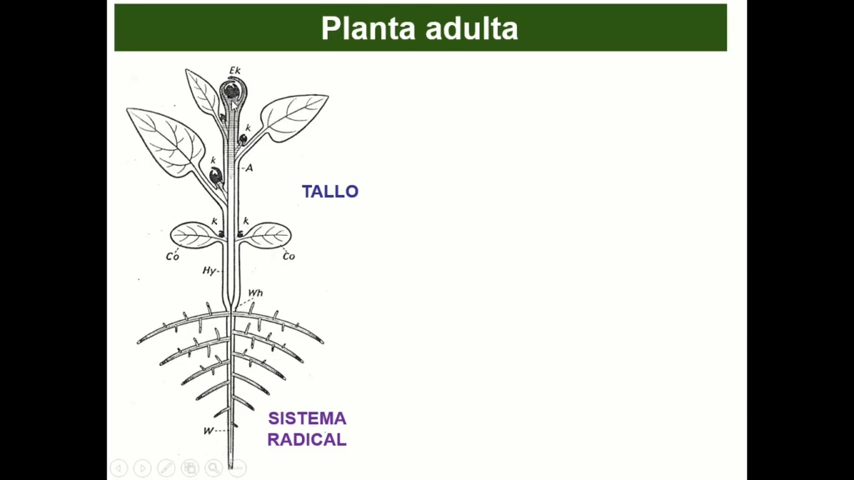 Planta adulta
Ek
k
k
A
TALLO
k k
Co Co
Hy
Wh
SISTEMA
RADICAL
W